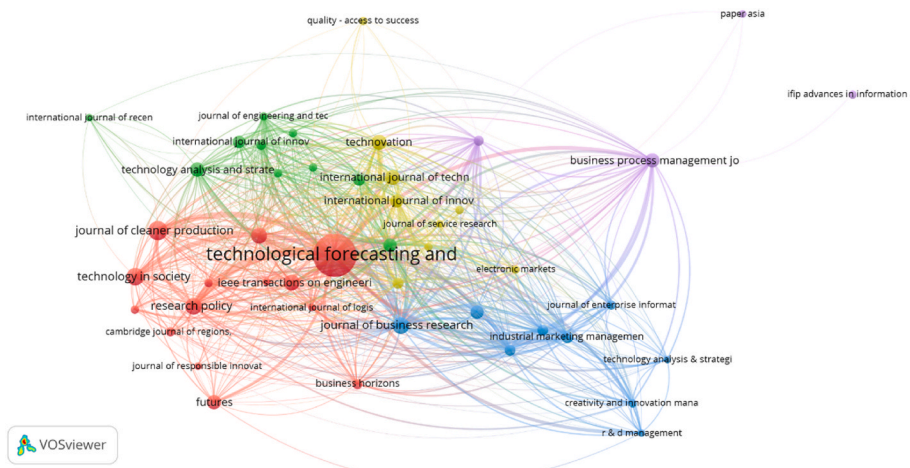 paper asia
quality - access to success
ifip advances in information
international journal of recen
journal of engineering and tec
international journal of innov
technovation
business process management jo
technology analysis and strate
international journal of techn
international journal of innov
journal of service research
journal of cleaner production
technological forecasting and
technology in society
ieee transactions on engineeri
electronic markets
research policy
international journal of logis
journal of enterprise informat
journal of business research
cambridge journal of regions,
industrial marketing managemen
technology analysis & strategi
journal of responsible innovat
business horizons
futures
creativity and innovation mana
r & d management
VOSviewer